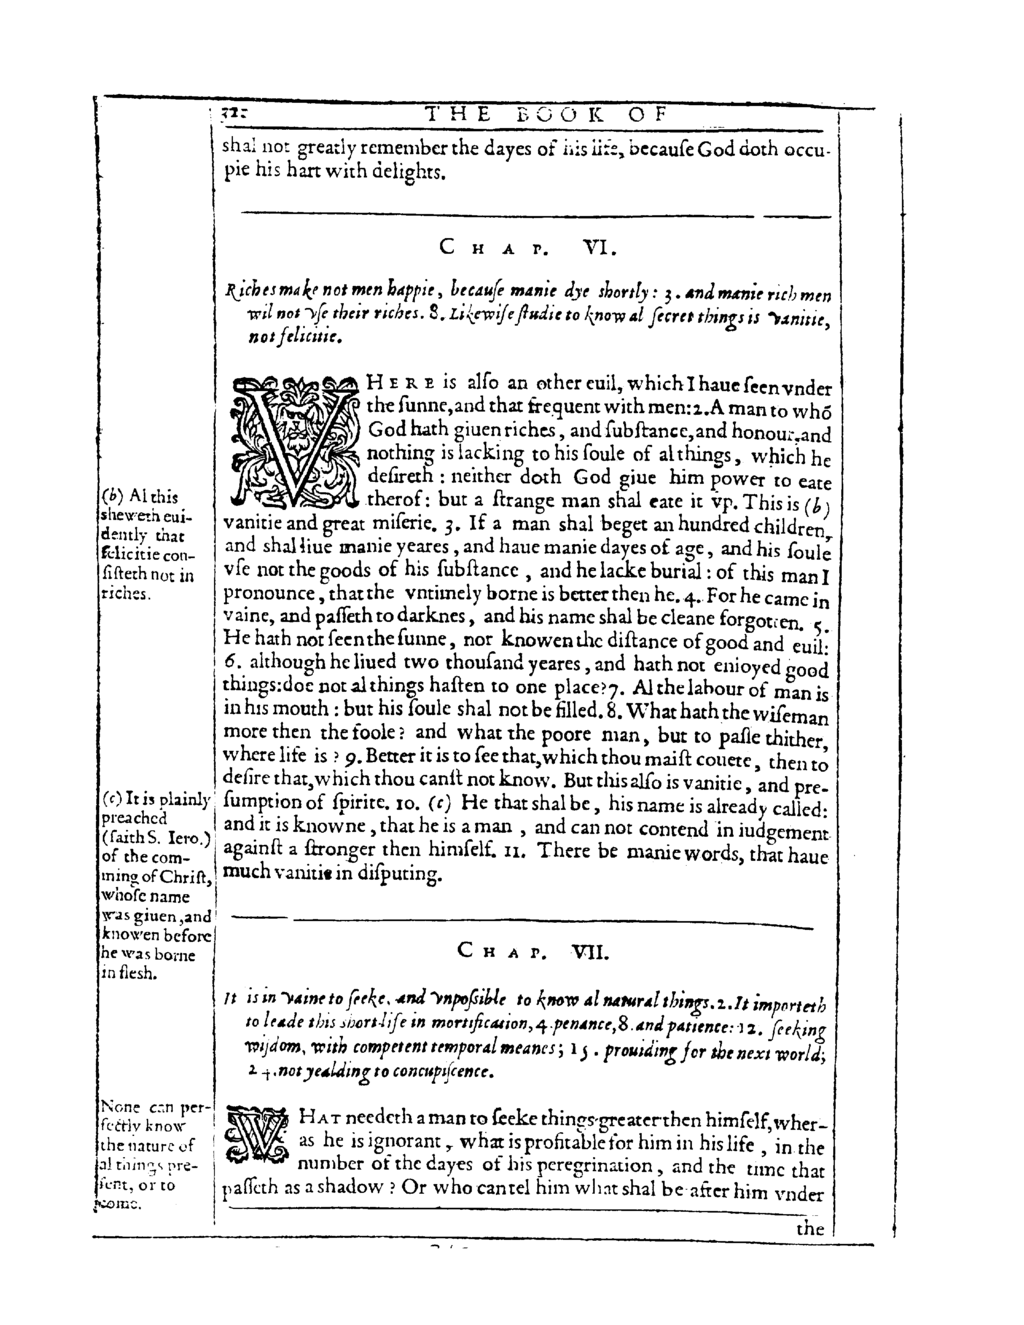 32
THE BOOK OF
shal not greatly remember the dayes of his life, becauſe God doth occu-
pie his hart with delights.
CHAP. VI.
Riches make not men happie, becauſe manie dye shortly: 3. and manie rich men
wil not vſe their riches. 8. Likewiſe ſtudie to know al ſecret things is vanitie,
not felicitie.
VHERE is alſo an other euil, which I haue ſeen vnder
the ſunne, and that frequent with men: 2. A man to whō
God hath giuen riches, and ſubſtance, and honour, and
nothing is lacking to his ſoule of al things, which he
deſireth: neither doth God giue him power to eate
therof: but a ſtrange man shal eate it vp. This is (b)
vanitie and great miſerie. 3. If a man shal beget an hundred children,
and shal liue manie yeares, and haue manie dayes of age, and his ſoule
vſe not the goods of his ſubſtance, and he lacke burial: of this man I
pronounce, that the vntimely borne is better then he. 4. For he came in
vaine, and paſſeth to darknes, and his name shal be cleane forgotten. 5.
He hath not ſeen the ſunne, nor knowen the diſtance of good and euil:
6. although he liued two thouſand yeares, and hath not enioyed good
things: doe not al things haſten to one place? 7. Al the labour of man is
in his mouth: but his ſoule shal not be filled. 8. What hath the wiſeman
more then the foole? and what the poore man, but to paſſe thither,
where life is? 9. Better it is to ſee that, which thou maiſt couete, then to
deſire that, which thou canſt not know. But this alſo is vanitie, and pre-
ſumption of ſpirite. 10. (c) He that shal be, his name is already called:
and it is knowne, that he is a man, and can not contend in iudgement
againſt a ſtronger then himſelf. 11. There be manie words, that haue
much vanitie in diſputing.
(b) Al this
sheweth eui-
dently that
felicitie con-
ſiſteth not in
riches.
(c) It is plainly
preached
(ſaith S. Iero.)
of the com-
ming of Chriſt,
whoſe name
was giuen, and
knowen before
he was borne
in flesh.
CHAP. VII.
It is in vaine to ſeeke, and vnpoſsible to know al natural things. 2. It importeth
to leade this short life in mortification, 4. penance, 8. and patience: 12. ſeeking
wiſdom, with competent temporal meanes; 15. prouiding for the next world;
24. not yealding to concupiſcence.
WHAT needeth a man to ſeeke things greater then himſelf, wher-
as he is ignorant, what is profitable for him in his life, in the
number of the dayes of his peregrination, and the time that
paſſeth as a shadow? Or who can tel him what shal be after him vnder
the
None can per-
fectly know
the nature of
al things pre-
ſent, or to
come.